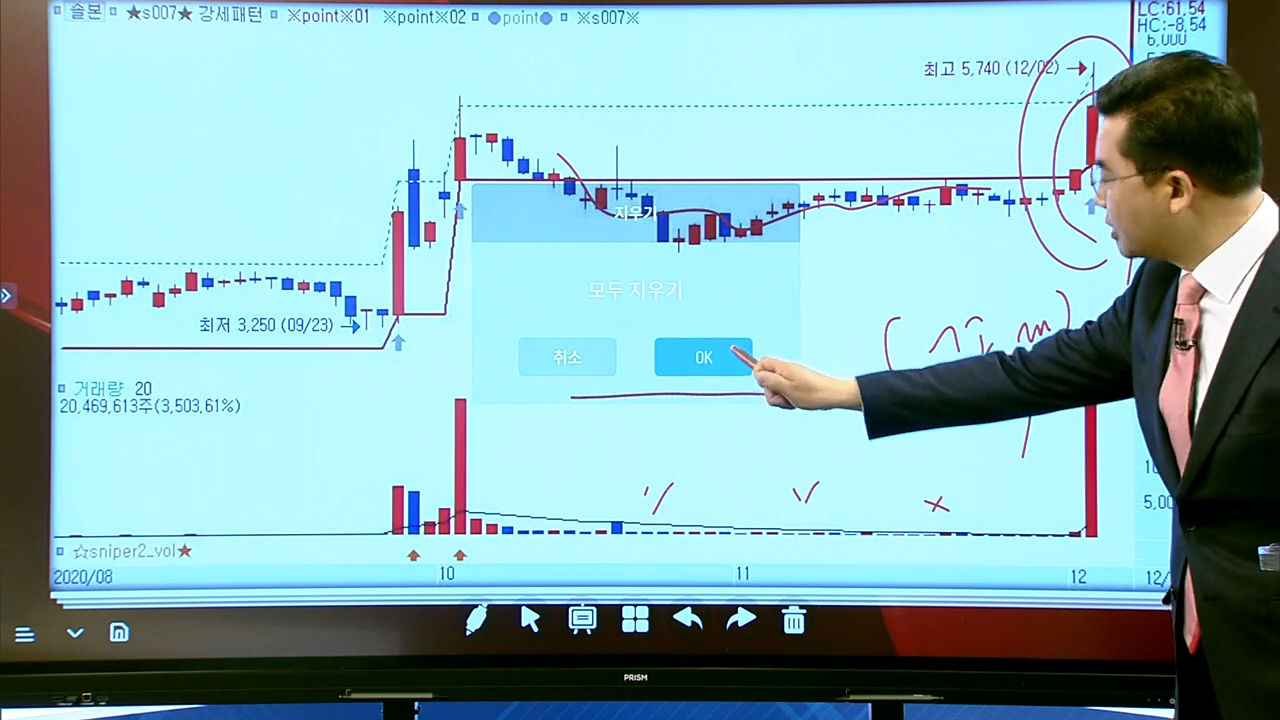 솔본 ★s007★ 강세패턴 ※point※01 ※point※02 ●point● ※s007※
LC:61,54
HC:-8,54
6,000
최고 5,740 (12/02)
지우기
모두 지우기
취소 OK
최저 3,250 (09/23)
거래량 20
20,469,613주(3,503,61%)
5,00
☆sniper2_vol★
2020/08 10 11 12 12/
PRISM